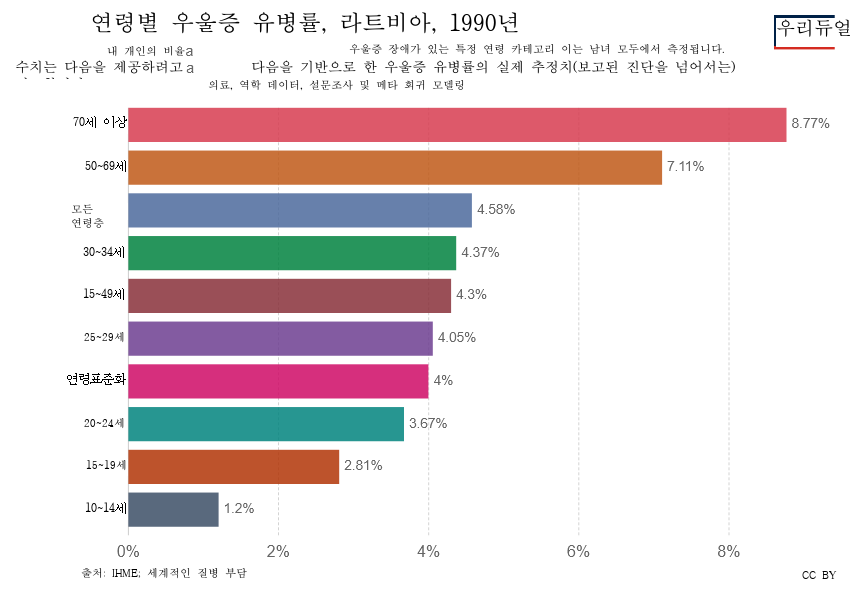 연령별 우울증 유병률, 라트비아, 1990년
우리듀얼
내 개인의 비율a
우울증 장애가 있는 특정 연령 카테고리 이는 남녀 모두에서 측정됩니다.
수치는 다음을 제공하려고 a
다음을 기반으로 한 우울증 유병률의 실제 추정치(보고된 진단을 넘어서는)
의료, 역학 데이터, 설문조사 및 메타 회귀 모델링
70세 이상 8.77%
50~69세 7.11%
모든
연령층 4.58%
30~34세 4.37%
15~49세 4.3%
25~29세 4.05%
연령표준화 4%
20~24세 3.67%
15~19세 2.81%
10~14세 1.2%
0% 2% 4% 6% 8%
출처: IHME; 세계적인 질병 부담
CC BY